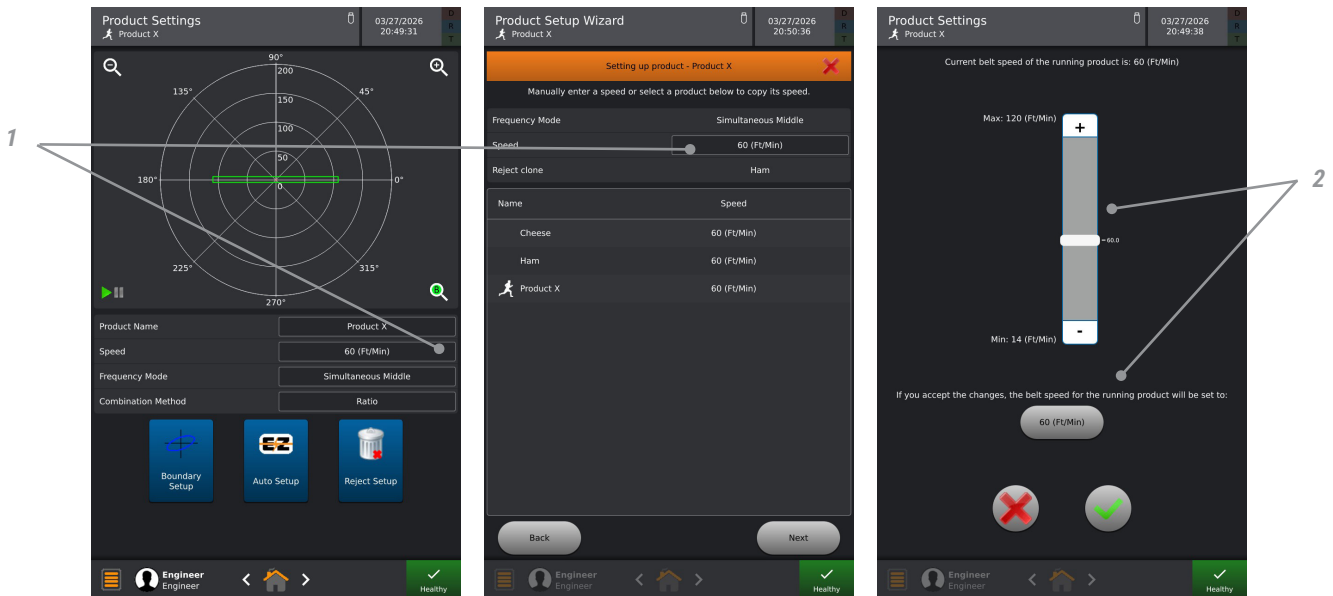 Product Settings
Product X
03/27/2026
20:49:31
D
R
T
90°
200
135°
45°
150
100
50
180°
0°
0
225°
315°
B
270°
Product Name
Product X
Speed
60 (Ft/Min)
Frequency Mode
Simultaneous Middle
Combination Method
Ratio
Boundary
Setup
EZ
Auto Setup
Reject Setup
Engineer
Engineer
Healthy
1
Product Setup Wizard
Product X
03/27/2026
20:50:36
D
R
T
Setting up product - Product X
Manually enter a speed or select a product below to copy its speed.
Frequency Mode
Simultaneous Middle
Speed
60 (Ft/Min)
Reject clone
Ham
Name
Speed
Cheese
60 (Ft/Min)
Ham
60 (Ft/Min)
Product X
60 (Ft/Min)
Back
Next
Engineer
Engineer
Healthy
Product Settings
Product X
03/27/2026
20:49:38
D
R
T
Current belt speed of the running product is: 60 (Ft/Min)
Max: 120 (Ft/Min)
+
60.0
-
Min: 14 (Ft/Min)
If you accept the changes, the belt speed for the running product will be set to:
60 (Ft/Min)
Engineer
Engineer
Healthy
2